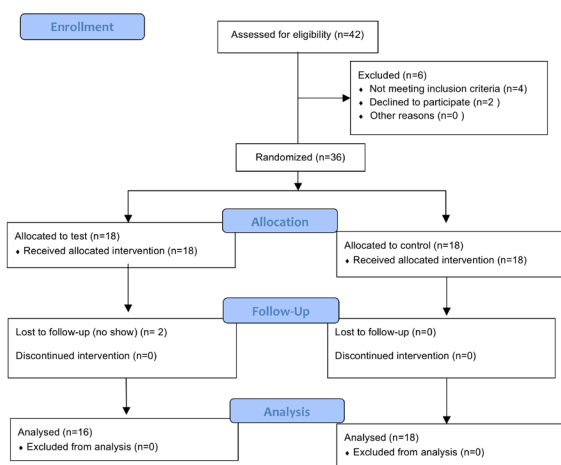 Enrollment
Assessed for eligibility (n=42)
Excluded (n=6)
♦ Not meeting inclusion criteria (n=4)
♦ Declined to participate (n=2 )
♦ Other reasons (n=0 )
Randomized (n=36)
Allocation
Allocated to test (n=18)
♦ Received allocated intervention (n=18)
Allocated to control (n=18)
♦ Received allocated intervention (n=18)
Follow-Up
Lost to follow-up (no show) (n= 2)
Discontinued intervention (n=0)
Lost to follow-up (n=0)
Discontinued intervention (n=0)
Analysis
Analysed (n=16)
♦ Excluded from analysis (n=0)
Analysed (n=18)
♦ Excluded from analysis (n=0)